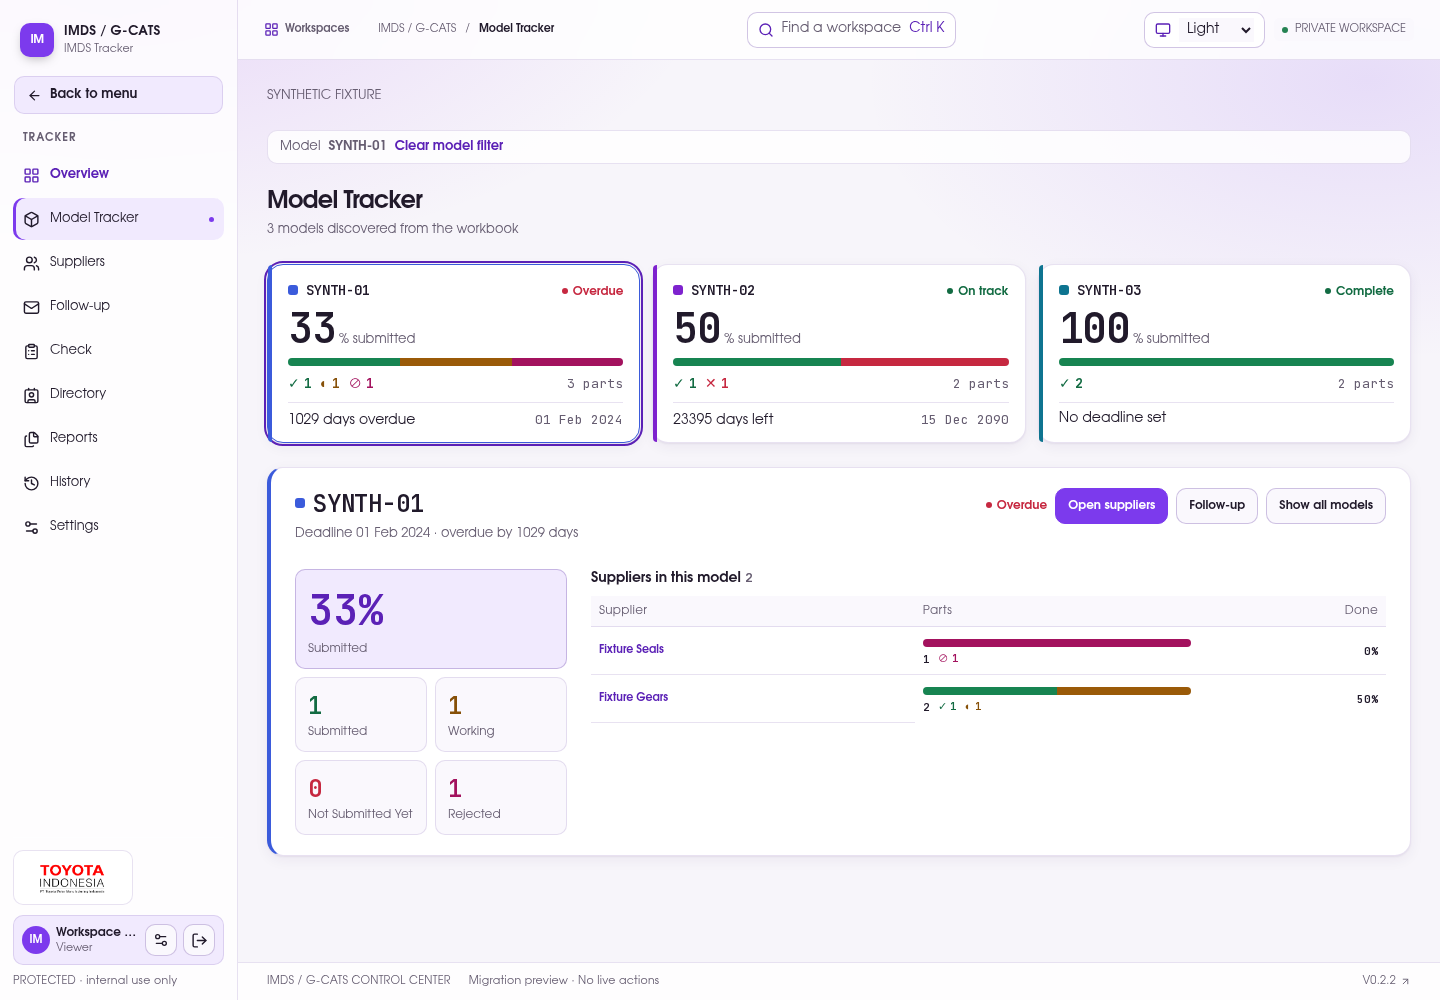 IM
IMDS / G-CATS
IMDS Tracker
Back to menu
TRACKER
Overview
Model Tracker
Suppliers
Follow-up
Check
Directory
Reports
History
Settings
TOYOTA
INDONESIA
IM
Workspace ...
Viewer
PROTECTED · internal use only
Workspaces
IMDS / G-CATS / Model Tracker
Find a workspace Ctrl K
Light
PRIVATE WORKSPACE
SYNTHETIC FIXTURE
Model SYNTH-01 Clear model filter
Model Tracker
3 models discovered from the workbook
SYNTH-01 Overdue
33 % submitted
✓ 1 1 ⊘ 1 3 parts
1029 days overdue 01 Feb 2024
SYNTH-02 On track
50 % submitted
✓ 1 ✕ 1 2 parts
23395 days left 15 Dec 2090
SYNTH-03 Complete
100 % submitted
✓ 2 2 parts
No deadline set
SYNTH-01
Overdue Open suppliers Follow-up Show all models
Deadline 01 Feb 2024 · overdue by 1029 days
33%
Submitted
1
Submitted
1
Working
0
Not Submitted Yet
1
Rejected
Suppliers in this model 2
Supplier Parts Done
Fixture Seals 0%
1 ⊘ 1
Fixture Gears 50%
2 ✓ 1 1
IMDS / G-CATS CONTROL CENTER Migration preview · No live actions
V0.2.2 ↗